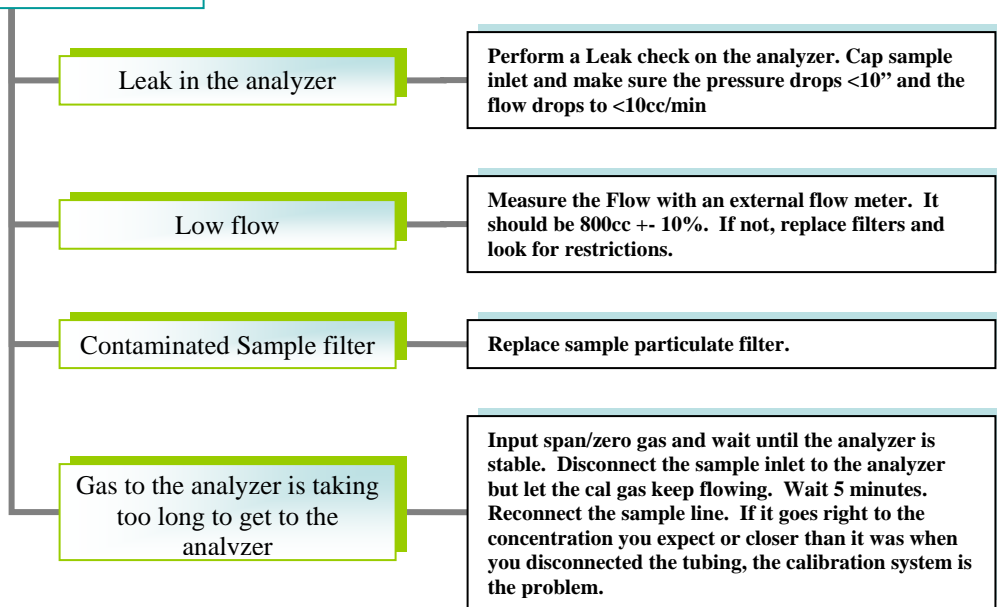 Leak in the analyzer
Perform a Leak check on the analyzer. Cap sample
inlet and make sure the pressure drops <10” and the
flow drops to <10cc/min
Low flow
Measure the Flow with an external flow meter.  It
should be 800cc +- 10%.  If not, replace filters and
look for restrictions.
Contaminated Sample filter
Replace sample particulate filter.
Gas to the analyzer is taking
too long to get to the
analyzer
Input span/zero gas and wait until the analyzer is
stable.  Disconnect the sample inlet to the analyzer
but let the cal gas keep flowing.  Wait 5 minutes.
Reconnect the sample line.  If it goes right to the
concentration you expect or closer than it was when
you disconnected the tubing, the calibration system is
the problem.